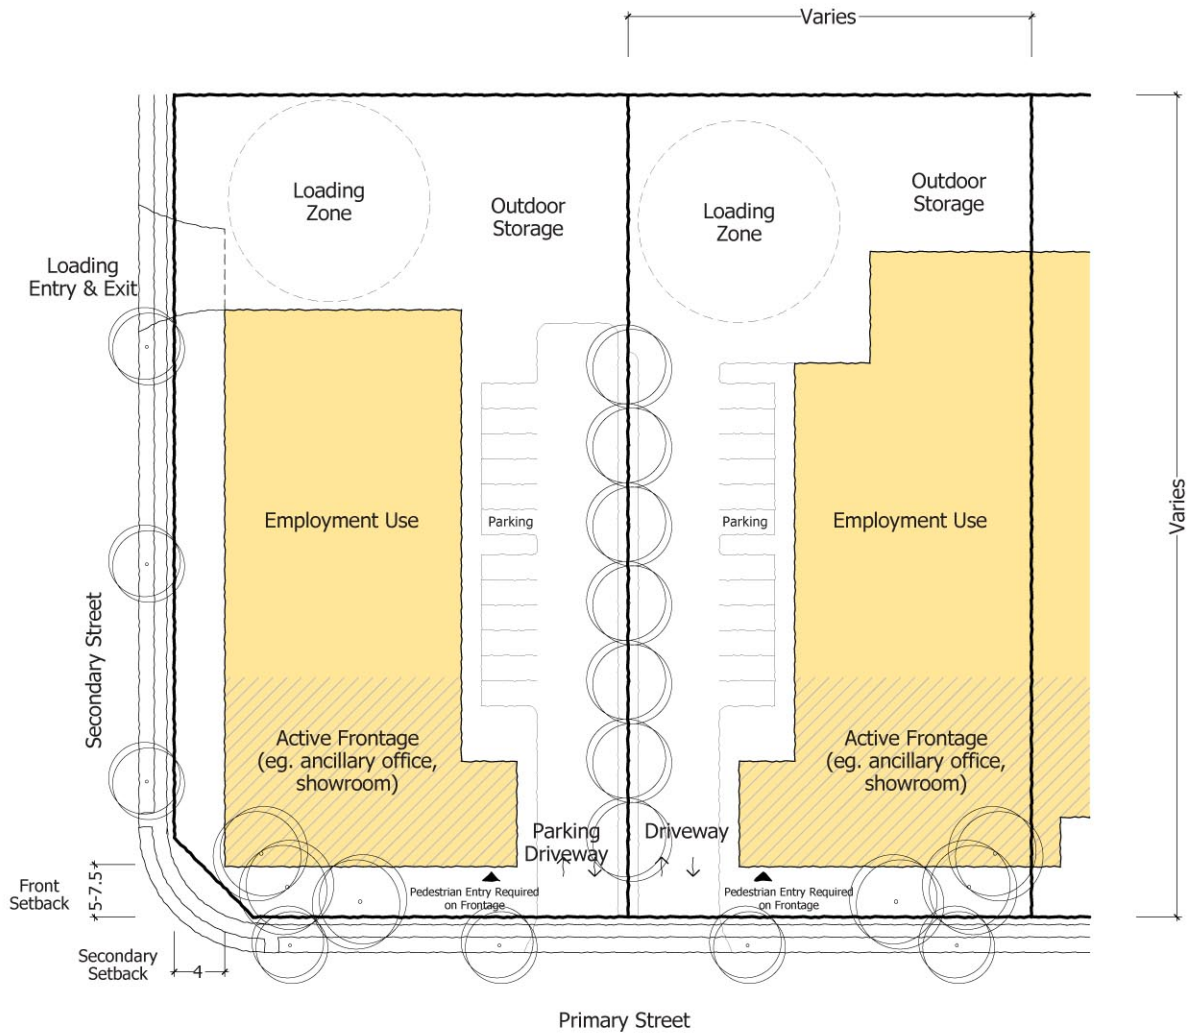 Varies
Loading
Zone
Outdoor
Storage
Loading
Zone
Outdoor
Storage
Loading
Entry & Exit
Employment Use
Parking
Parking
Employment Use
Varies
Secondary Street
Active Frontage
(eg. ancillary office,
showroom)
Active Frontage
(eg. ancillary office,
showroom)
Parking
Driveway
Driveway
Front
Setback
5-7.5
Pedestrian Entry Required
on Frontage
Pedestrian Entry Required
on Frontage
Secondary
Setback
4
Primary Street